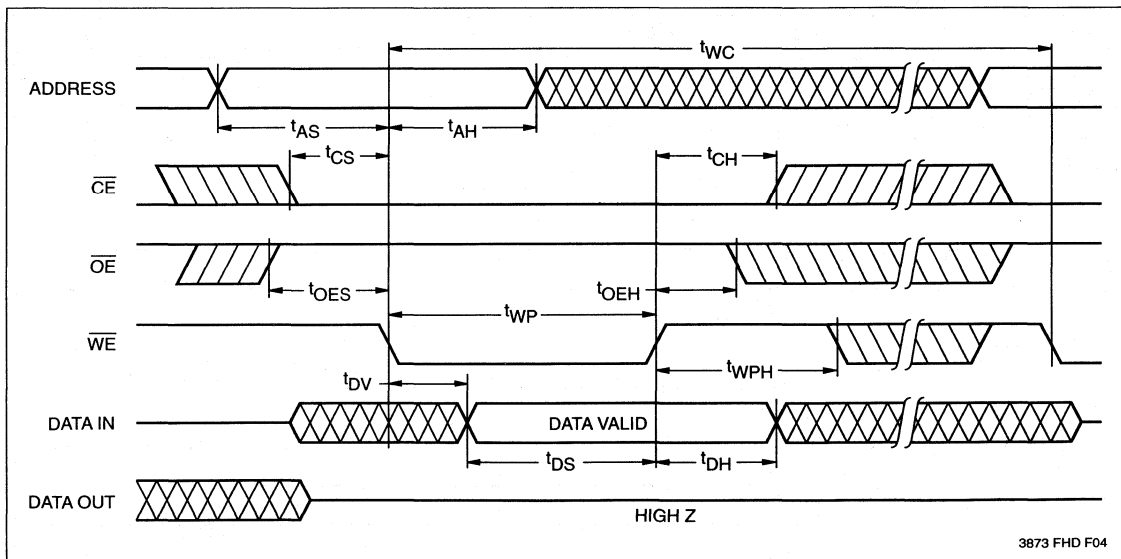 tWC
ADDRESS
tAS
tAH
tCS
tCH
CE
OE
tOES
tOEH
tWP
WE
tWPH
tDV
DATA IN
DATA VALID
tDS
tDH
DATA OUT
HIGH Z
3873 FHD F04